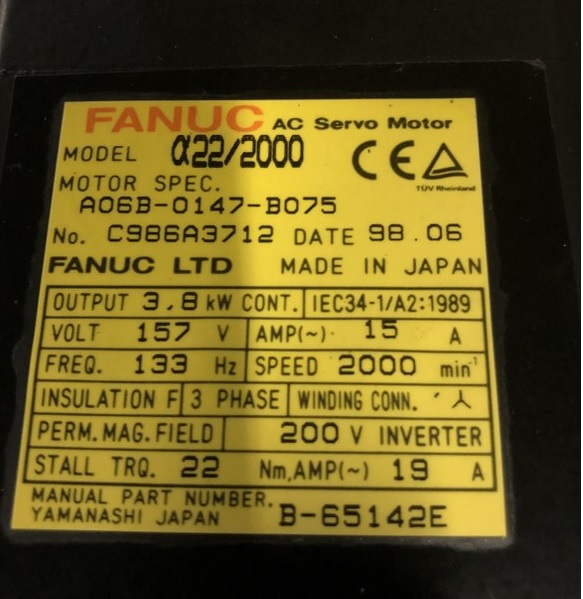 FANUC AC Servo Motor
MODEL α22/2000
CE TÜV Rheinland
MOTOR SPEC.
A06B-0147-B075
No. C986A3712 DATE 98.06
FANUC LTD MADE IN JAPAN
OUTPUT 3.8 kW CONT. IEC34-1/A2:1989
VOLT 157 V AMP(~) 15 A
FREQ. 133 Hz SPEED 2000 min⁻¹
INSULATION F 3 PHASE WINDING CONN. 人
PERM.MAG.FIELD 200 V INVERTER
STALL TRQ. 22 Nm,AMP(~) 19 A
MANUAL PART NUMBER.
YAMANASHI JAPAN B-65142E